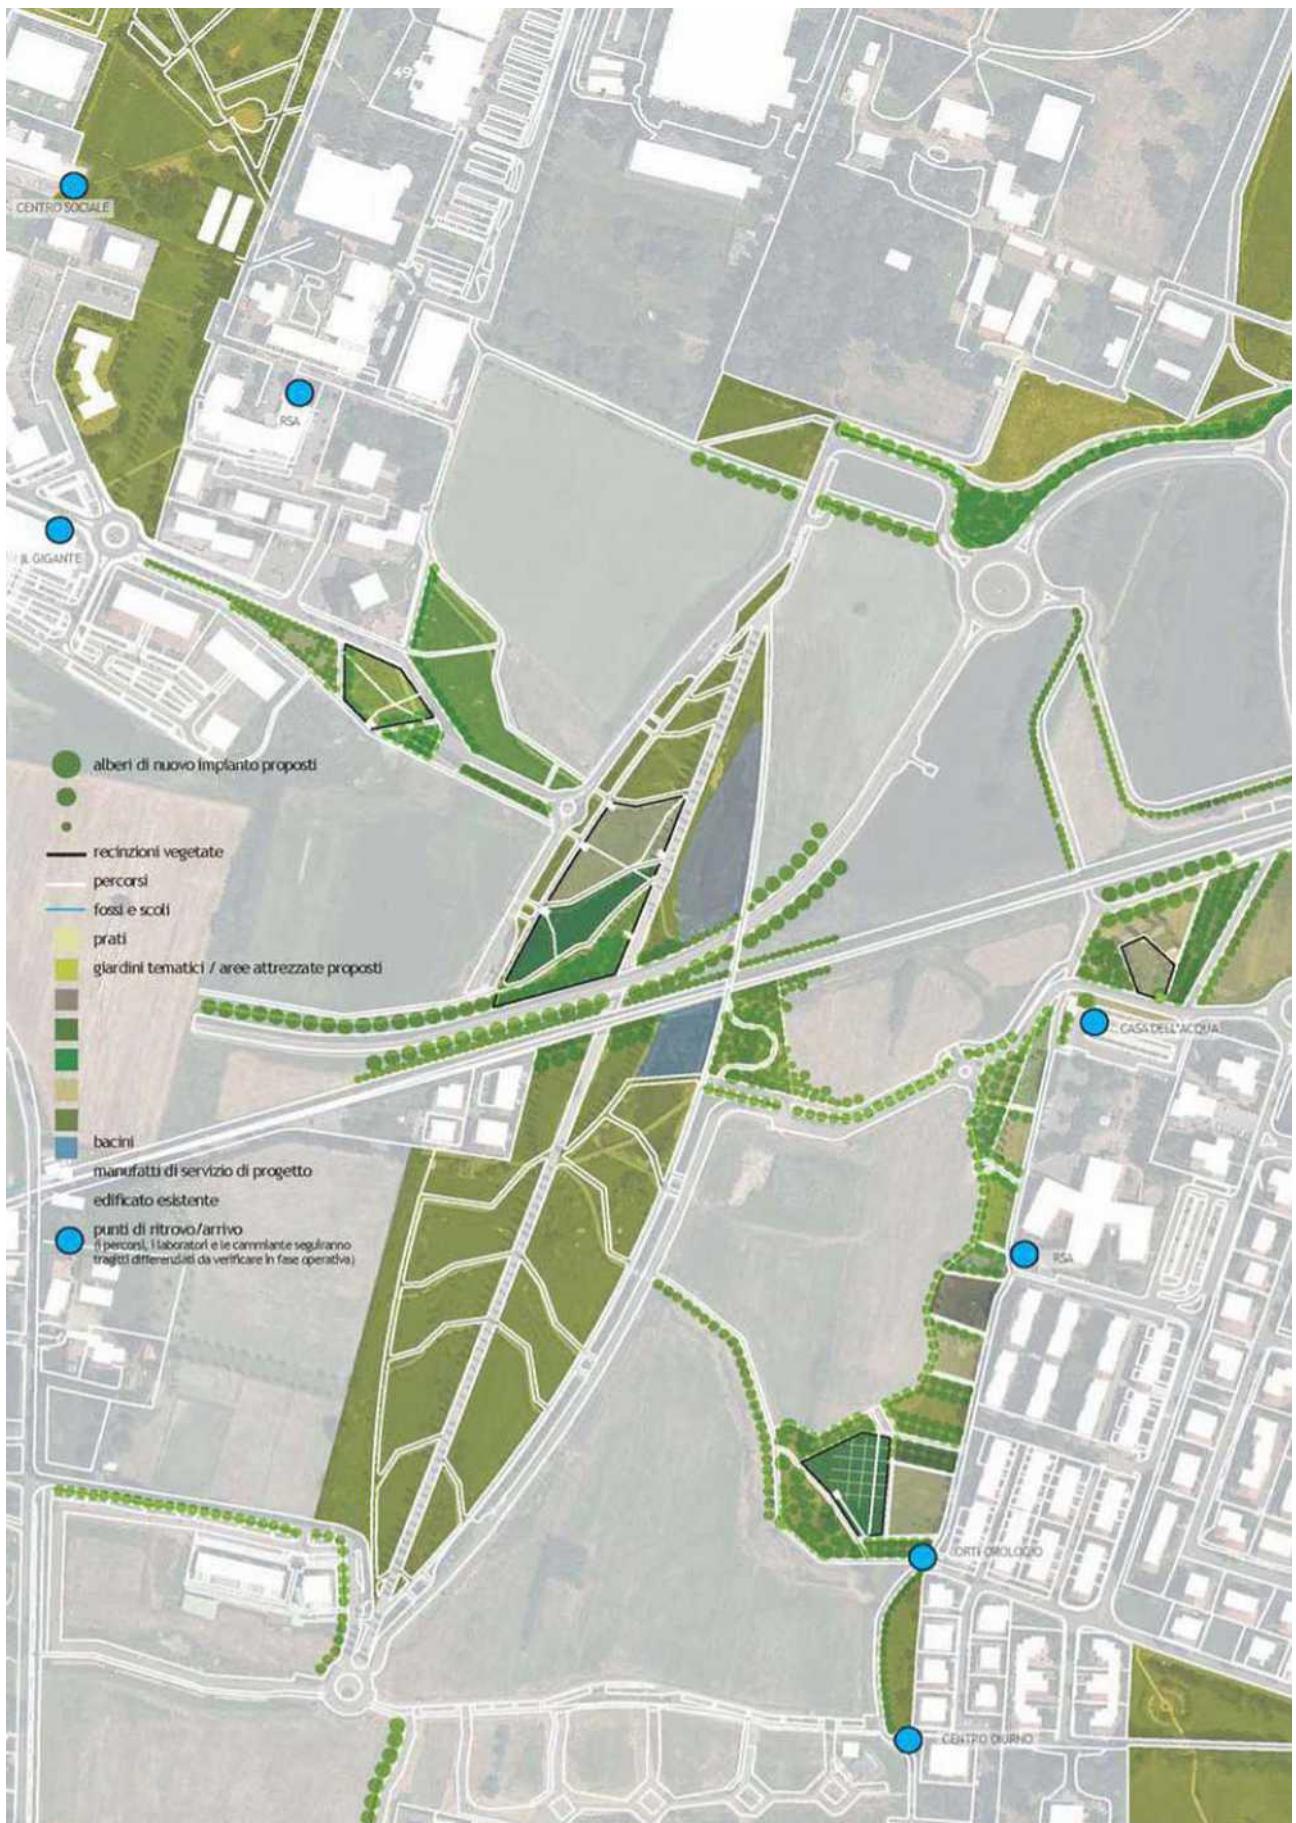 49
CENTRO SOCIALE
RSA
IL GIGANTE
alberi di nuovo impianto proposti
recinzioni vegetate
percorsi
fossi e scoli
prati
giardini tematici / aree attrezzate proposti
bacini
manufatti di servizio di progetto
edificato esistente
punti di ritrovo/arrivo
(i percorsi, i laboratori e le cammiante seguiranno
tragitti differenziati da verificare in fase operativa)
CASA DELL'ACQUA
RSA
ORTI OROLOGIO
CENTRO DIURNO